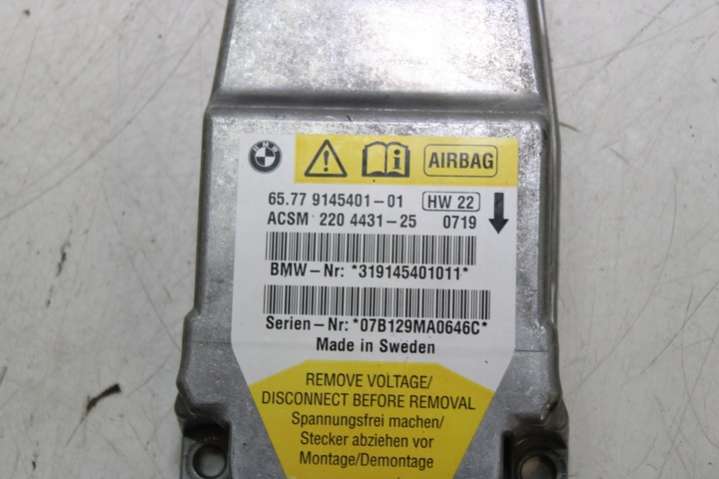 BMW
AIRBAG
65.77 9145401-01 HW 22
ACSM 220 4431-25 0719
BMW-Nr: *319145401011*
Serien-Nr: *07B129MA0646C*
Made in Sweden
REMOVE VOLTAGE/
DISCONNECT BEFORE REMOVAL
Spannungsfrei machen/
Stecker abziehen vor
Montage/Demontage